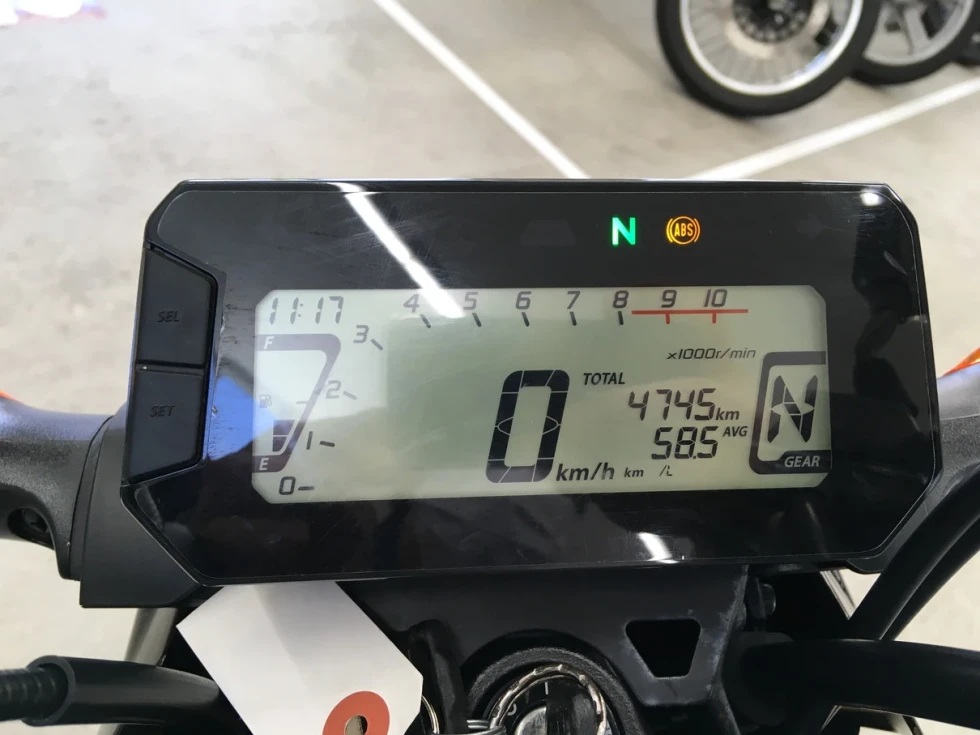 N ABS
SEL
SET
11:17
4 5 6 7 8 9 10
3
2
1
0
F
E
x1000r/min
TOTAL
4745km
58.5 AVG
km/L
0 km/h
N
GEAR